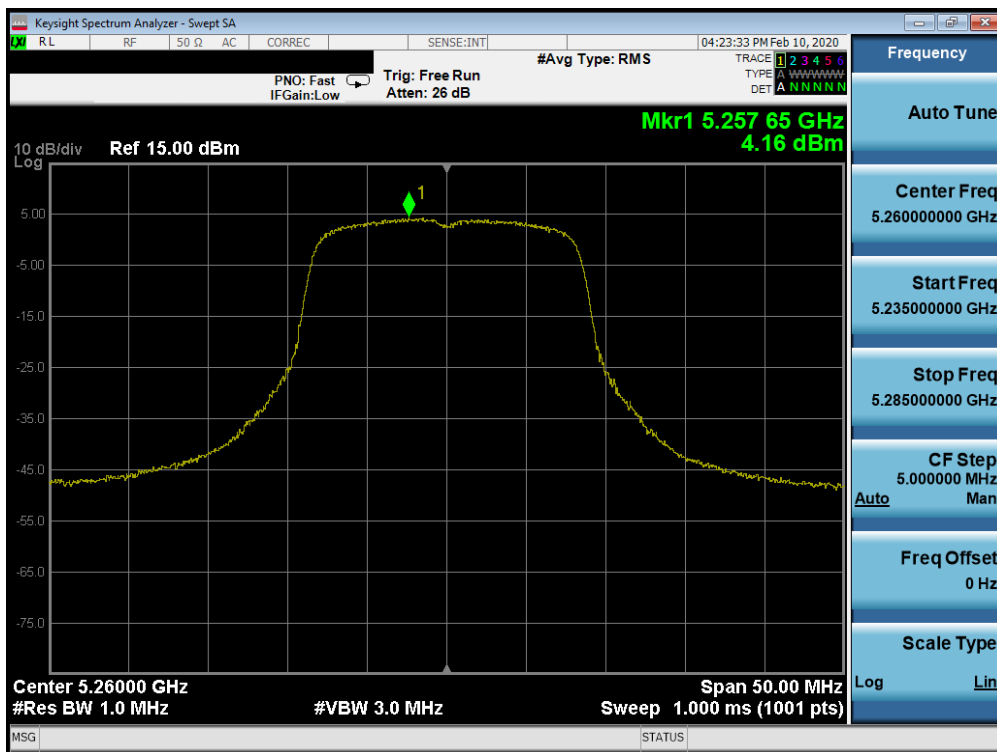 Keysight Spectrum Analyzer - Swept SA
LXI RL RF 50 Ω AC CORREC SENSE:INT 04:23:33 PM Feb 10, 2020
PNO: Fast
IFGain:Low
Trig: Free Run
Atten: 26 dB
#Avg Type: RMS
TRACE 1 2 3 4 5 6
TYPE A WWWWW
DET A N N N N N
Mkr1 5.257 65 GHz
4.16 dBm
10 dB/div Ref 15.00 dBm
Log
1
5.00
-5.00
-15.0
-25.0
-35.0
-45.0
-55.0
-65.0
-75.0
Center 5.26000 GHz Span 50.00 MHz
#Res BW 1.0 MHz #VBW 3.0 MHz Sweep 1.000 ms (1001 pts)
MSG STATUS
Frequency
Auto Tune
Center Freq
5.260000000 GHz
Start Freq
5.235000000 GHz
Stop Freq
5.285000000 GHz
CF Step
5.000000 MHz
Auto Man
Freq Offset
0 Hz
Scale Type
Log Lin